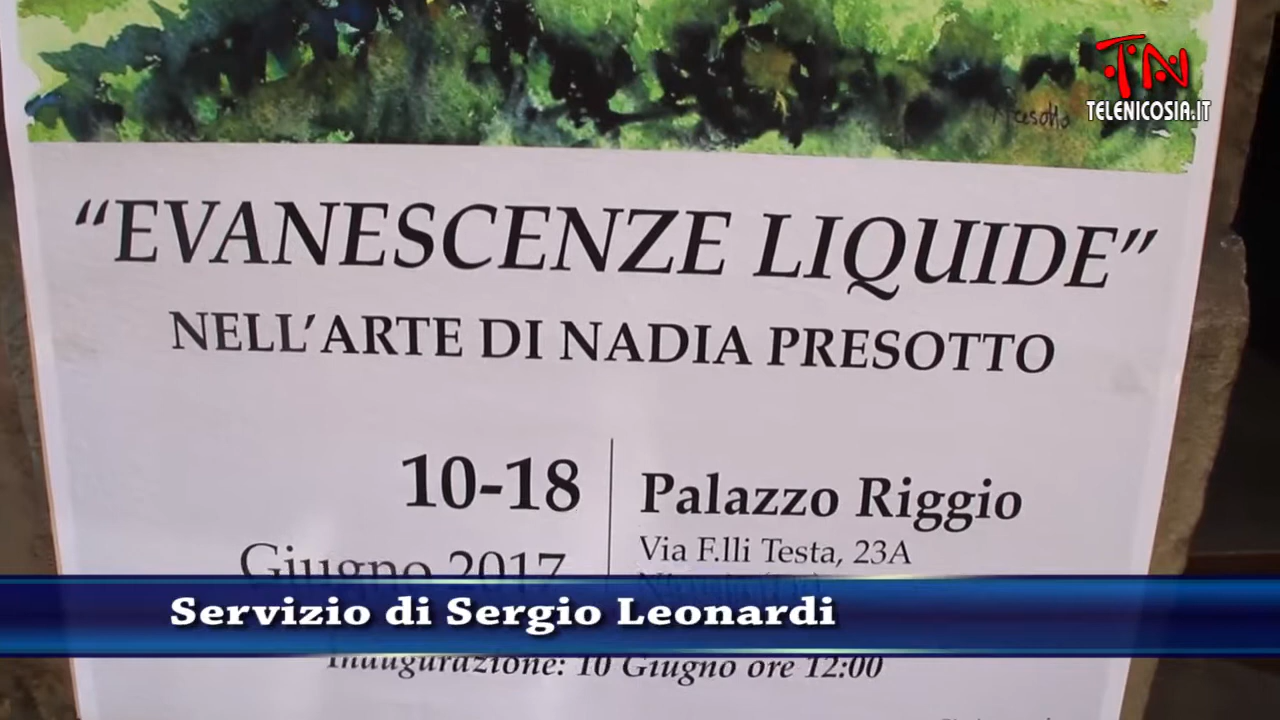 TN
TELENICOSIA.IT
Presotto
“EVANESCENZE LIQUIDE”
NELL’ARTE DI NADIA PRESOTTO
10-18
Giugno 2017
Palazzo Riggio
Via F.lli Testa, 23A
Servizio di Sergio Leonardi
Inaugurazione: 10 Giugno ore 12:00